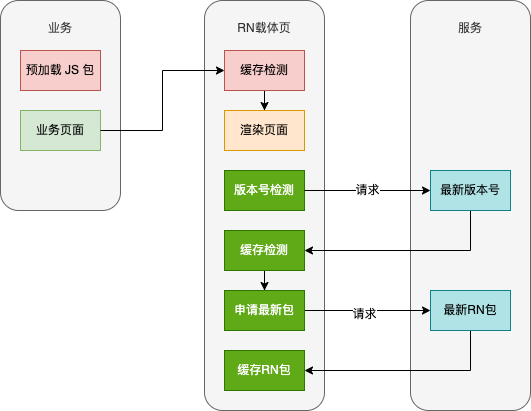 业务
预加载 JS 包
业务页面
RN载体页
缓存检测
渲染页面
版本号检测
缓存检测
申请最新包
缓存RN包
请求
请求
服务
最新版本号
最新RN包